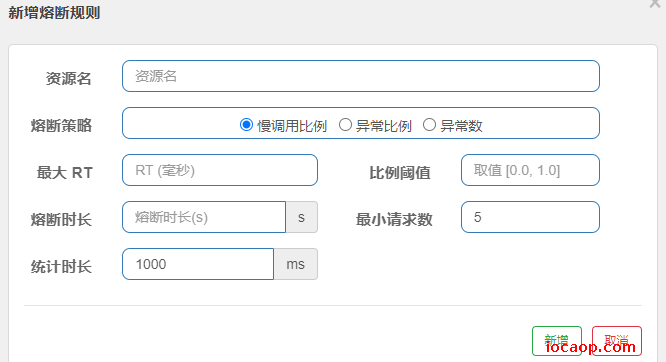 新增熔断规则
资源名 资源名
熔断策略 慢调用比例 异常比例 异常数
最大 RT RT (毫秒) 比例阈值 取值 [0.0, 1.0]
熔断时长 熔断时长(s) s 最小请求数 5
统计时长 1000 ms
新增 取消
iocaop.com